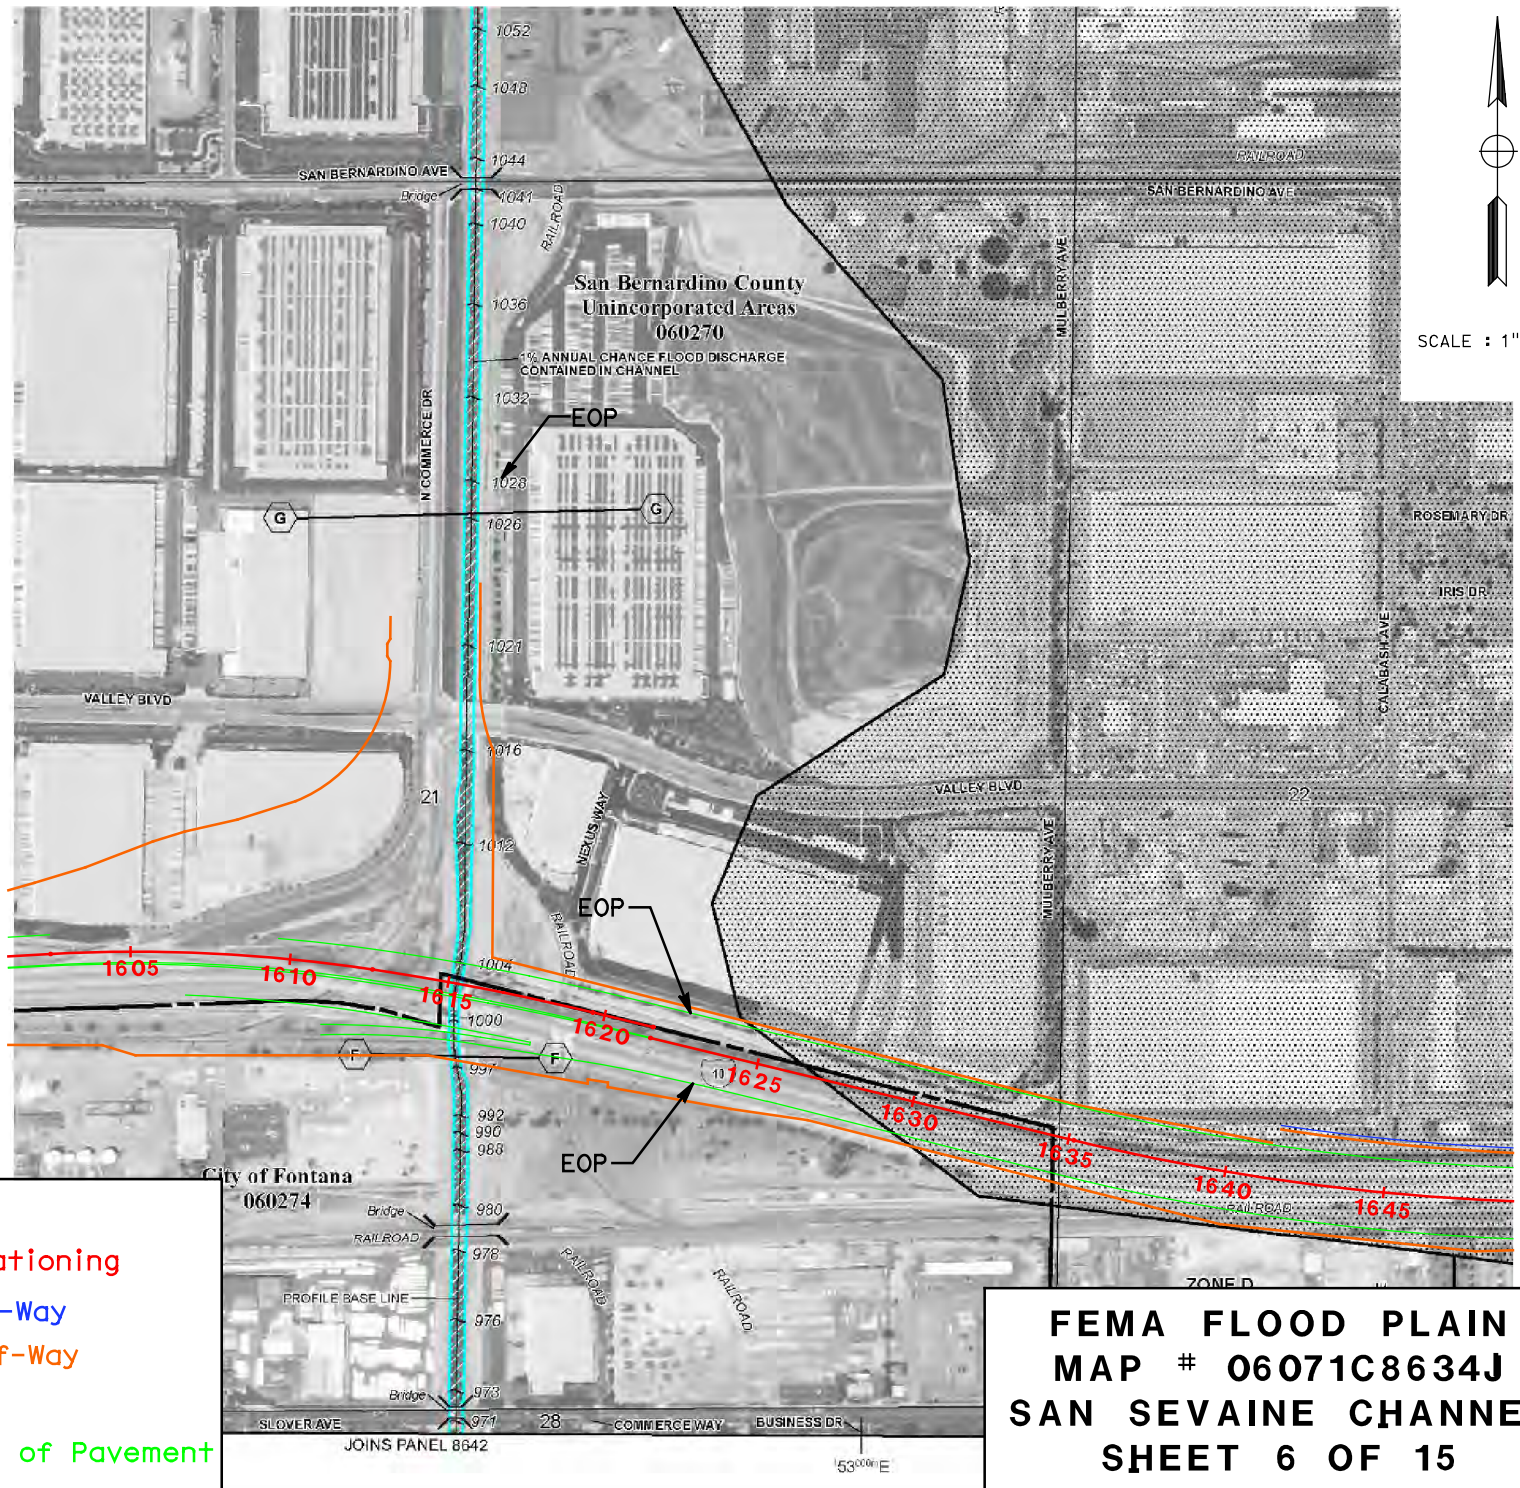 1052
1048
1044
SAN BERNARDINO AVE
Bridge
1041
1040
RAILROAD
RAILROAD
SAN BERNARDINO AVE
MULBERRY AVE
San Bernardino County
Unincorporated Areas
060270
1036
1% ANNUAL CHANCE FLOOD DISCHARGE
CONTAINED IN CHANNEL
SCALE : 1"
1032
N COMMERCE DR
EOP
1028
G
G
1026
ROSEMARY DR
IRIS DR
CALABASH AVE
1021
VALLEY BLVD
1016
21
VALLEY BLVD
22
NEXUS WAY
MULBERRY AVE
1012
EOP
RAILROAD
1004
1605
1610
1615
1000
1620
F
F
997
10
1625
1630
1635
1640
1645
RAILROAD
992
990
988
EOP
City of Fontana
060274
980
Bridge
RAILROAD
978
RAILROAD
RAILROAD
PROFILE BASE LINE
976
ZONE D
ationing
-Way
f-Way
of Pavement
Bridge
973
971
SLOVER AVE
28
COMMERCE WAY
BUSINESS DR
JOINS PANEL 8642
53000mE
FEMA FLOOD PLAIN
MAP # 06071C8634J
SAN SEVAINE CHANNE
SHEET 6 OF 15